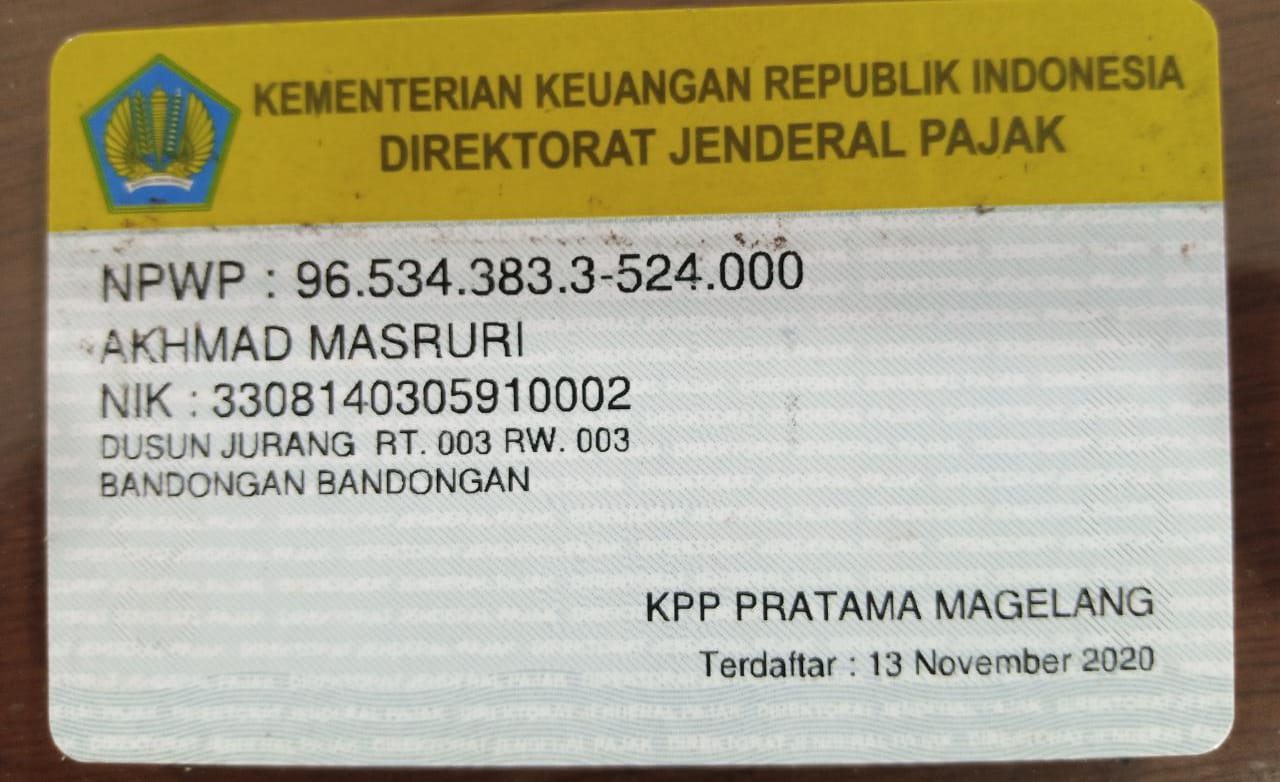 KEMENTERIAN KEUANGAN REPUBLIK INDONESIA
DIREKTORAT JENDERAL PAJAK
NPWP : 96.534.383.3-524.000
AKHMAD MASRURI
NIK : 3308140305910002
DUSUN JURANG RT. 003 RW. 003
BANDONGAN BANDONGAN
KPP PRATAMA MAGELANG
Terdaftar : 13 November 2020